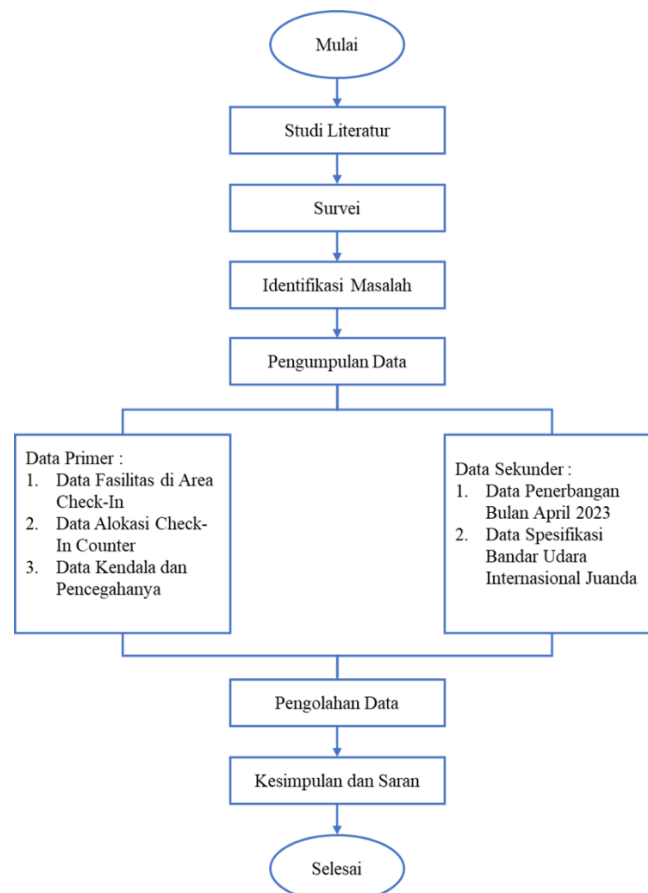 Mulai
Studi Literatur
Survei
Identifikasi Masalah
Pengumpulan Data
Data Primer :
1. Data Fasilitas di Area
Check-In
2. Data Alokasi Check-
In Counter
3. Data Kendala dan
Pencegahanya
Data Sekunder :
1. Data Penerbangan
Bulan April 2023
2. Data Spesifikasi
Bandar Udara
Internasional Juanda
Pengolahan Data
Kesimpulan dan Saran
Selesai